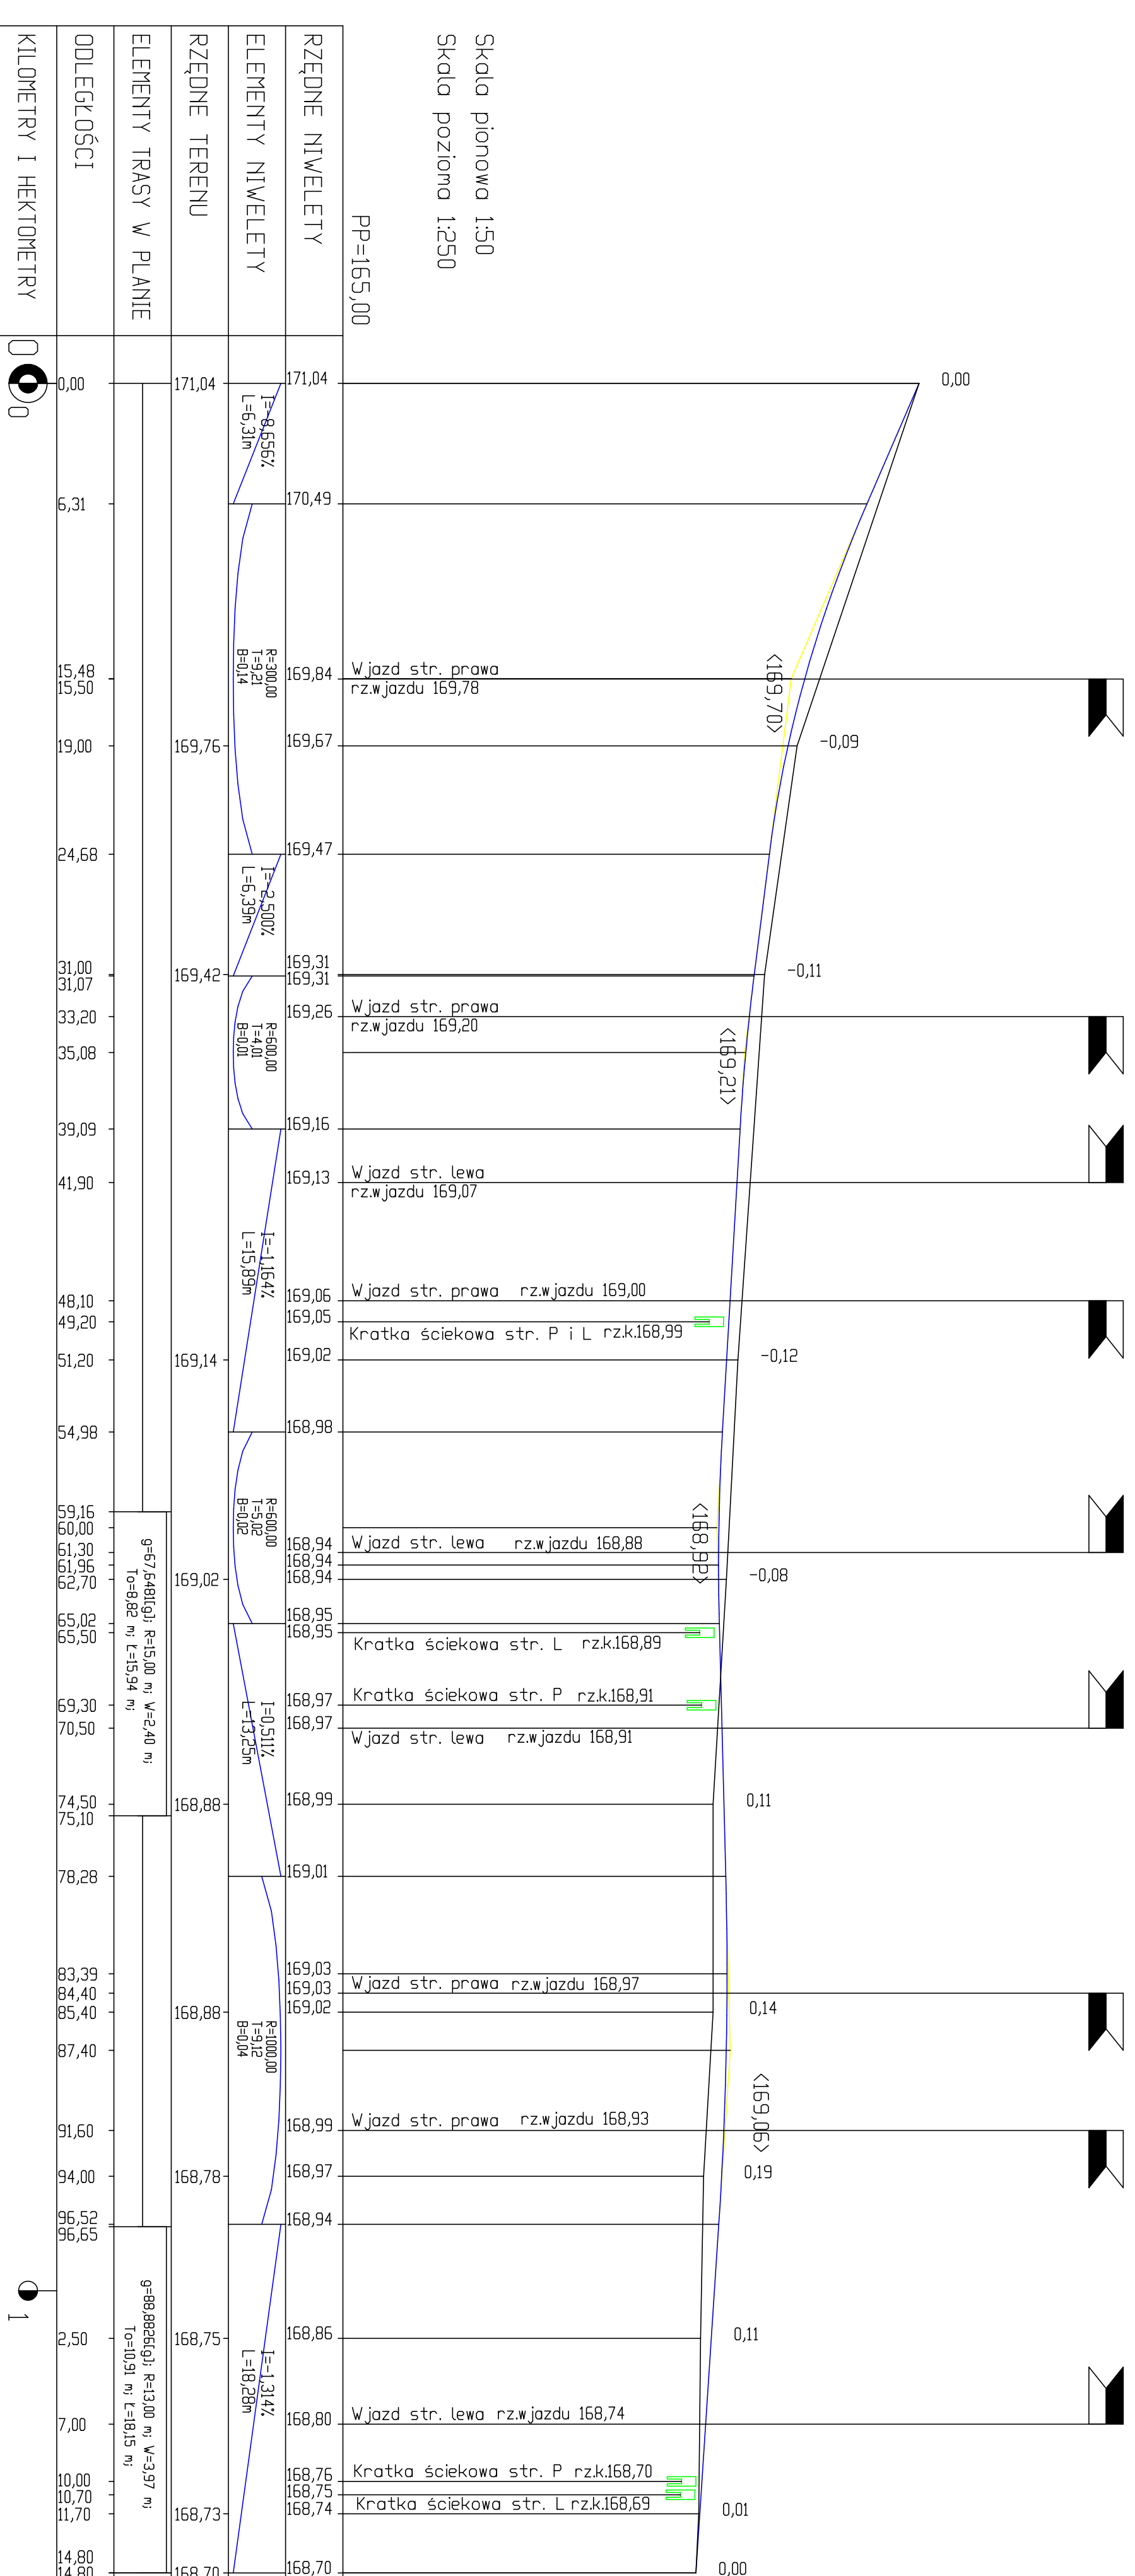 Skala pionowa 1:50
Skala pozioma 1:250
PP=165,00
RZĘDNE NIWELETY
171,04
170,49
169,84
169,67
169,47
169,31
169,31
169,26
169,16
169,13
169,06
169,05
169,02
168,98
168,94
168,94
168,94
168,95
168,95
168,97
168,97
168,99
169,01
169,03
169,03
169,02
168,99
168,97
168,94
168,86
168,80
168,76
168,75
168,74
168,70
ELEMENTY NIWELETY
I=-8,656%
L=6,31m
R=300,00
T=9,21
B=0,14
I=-2,500%
L=6,39m
R=600,00
T=4,01
B=0,01
I=-1,164%
L=15,89m
R=600,00
T=5,02
B=0,02
I=0,511%
L=13,25m
R=1000,00
T=9,12
B=0,04
I=-1,314%
L=18,28m
RZĘDNE TERENU
171,04
169,76
169,42
169,14
169,02
168,88
168,88
168,78
168,75
168,73
168,70
ELEMENTY TRASY W PLANIE
g=67,6481[g]; R=15,00 m; W=2,40 m;
To=8,82 m; Ł=15,94 m;
g=88,8826[g]; R=13,00 m; W=3,97 m;
To=10,91 m; Ł=18,15 m;
ODLEGŁOŚCI
0,00
6,31
15,48
15,50
19,00
24,68
31,00
31,07
33,20
35,08
39,09
41,90
48,10
49,20
51,20
54,98
59,16
60,00
61,30
61,96
62,70
65,02
65,50
69,30
70,50
74,50
75,10
78,28
83,39
84,40
85,40
87,40
91,60
94,00
96,52
96,65
2,50
7,00
10,00
10,70
11,70
14,80
14,80
KILOMETRY I HEKTOMETRY
0
0
1
0,00
<169,70>
-0,09
-0,11
<169,21>
-0,12
<168,92>
-0,08
0,11
0,14
<169,06>
0,19
0,11
0,01
0,00
Wjazd str. prawa
rz.wjazdu 169,78
Wjazd str. prawa
rz.wjazdu 169,20
Wjazd str. lewa
rz.wjazdu 169,07
Wjazd str. prawa rz.wjazdu 169,00
Kratka ściekowa str. P i L rz.k.168,99
Wjazd str. lewa rz.wjazdu 168,88
Kratka ściekowa str. L rz.k.168,89
Kratka ściekowa str. P rz.k.168,91
Wjazd str. lewa rz.wjazdu 168,91
Wjazd str. prawa rz.wjazdu 168,97
Wjazd str. prawa rz.wjazdu 168,93
Wjazd str. lewa rz.wjazdu 168,74
Kratka ściekowa str. P rz.k.168,70
Kratka ściekowa str. L rz.k.168,69